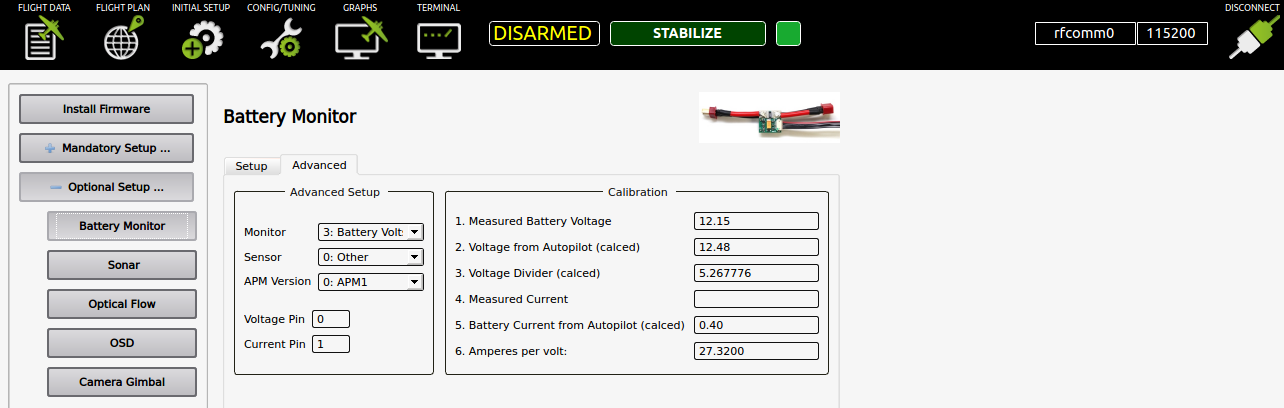 FLIGHT DATA
FLIGHT PLAN
INITIAL SETUP
CONFIG/TUNING
GRAPHS
TERMINAL
DISARMED
STABILIZE
rfcomm0
115200
DISCONNECT
Install Firmware
Mandatory Setup ...
Optional Setup ...
Battery Monitor
Sonar
Optical Flow
OSD
Camera Gimbal
Battery Monitor
Setup
Advanced
Advanced Setup
Monitor 3: Battery Volt
Sensor 0: Other
APM Version 0: APM1
Voltage Pin 0
Current Pin 1
Calibration
1. Measured Battery Voltage 12.15
2. Voltage from Autopilot (calced) 12.48
3. Voltage Divider (calced) 5.267776
4. Measured Current
5. Battery Current from Autopilot (calced) 0.40
6. Amperes per volt: 27.3200